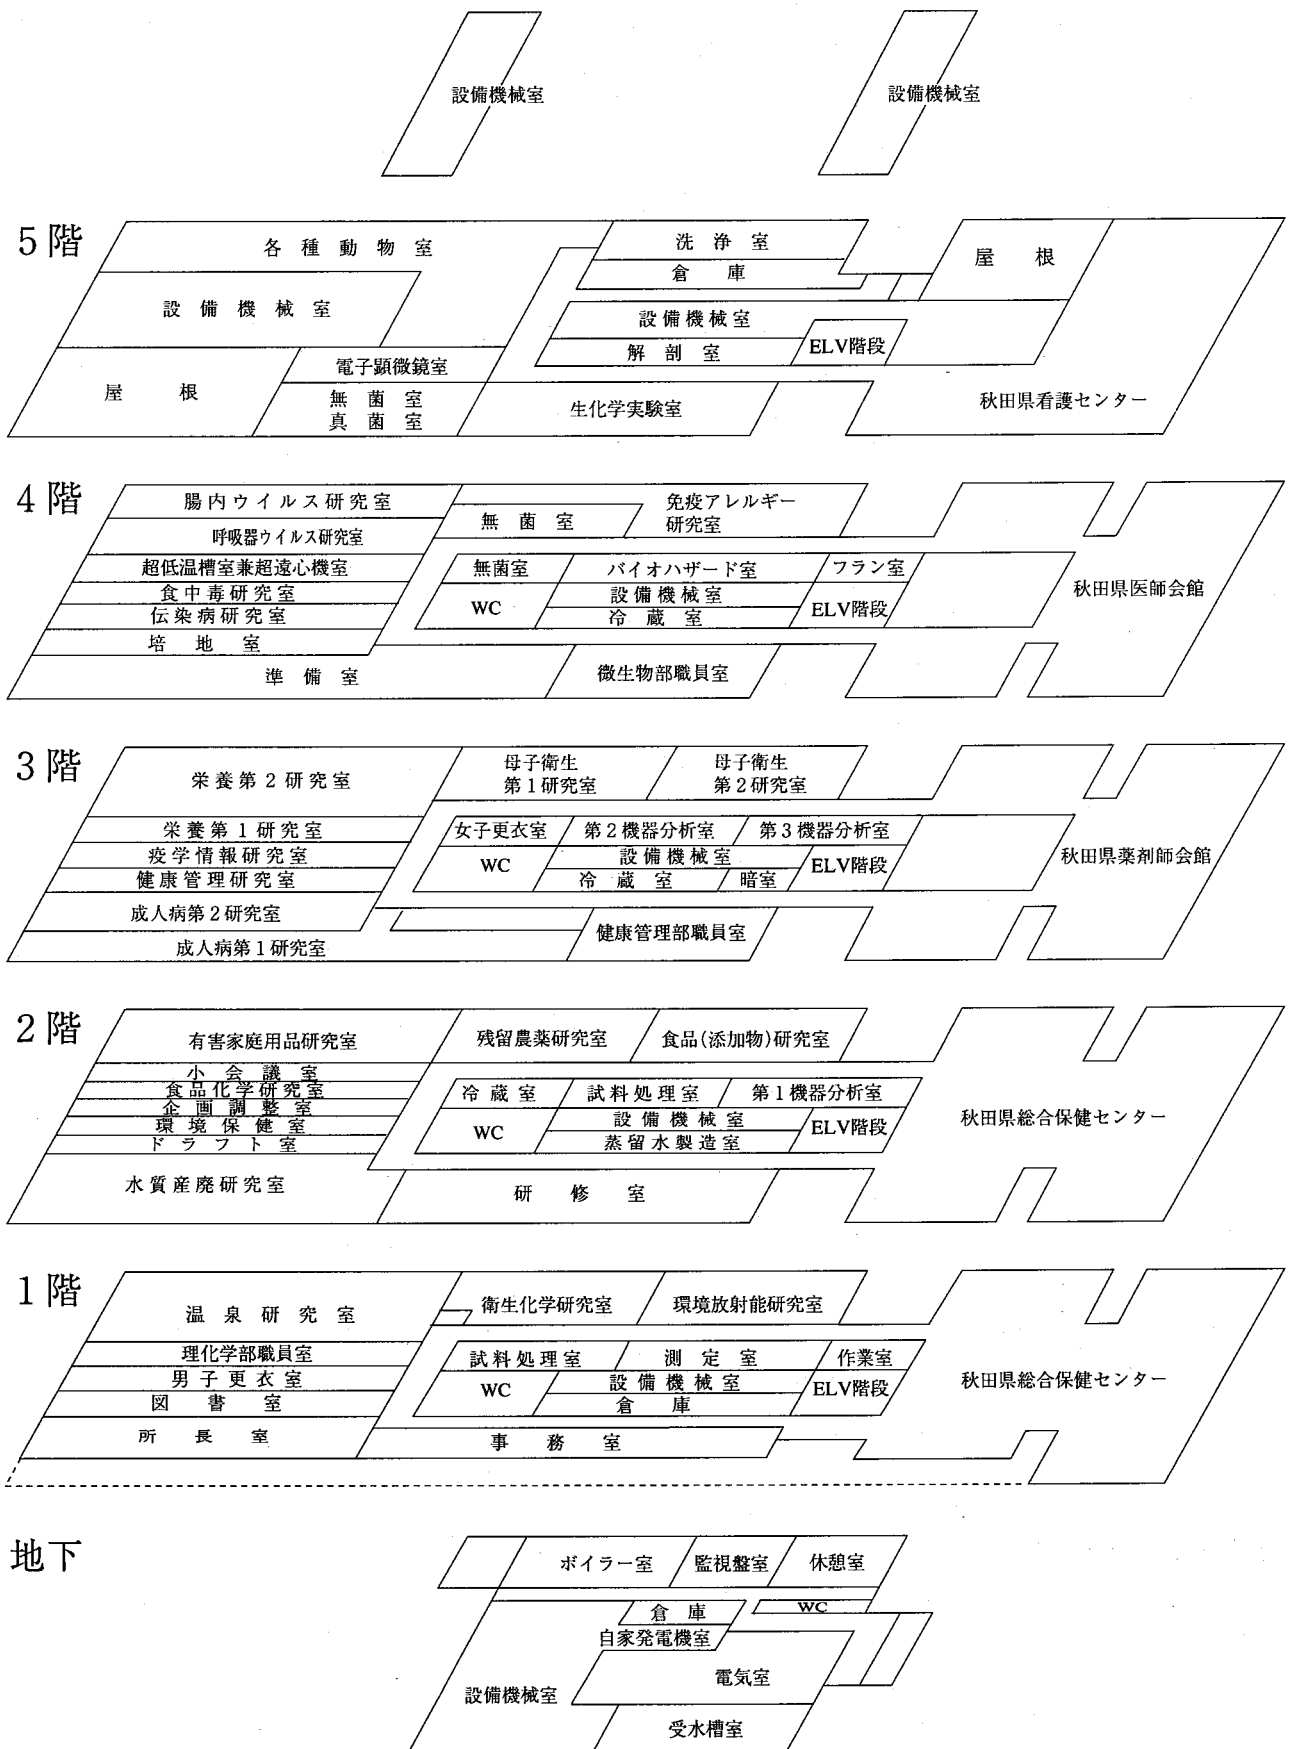 設備機械室
設備機械室
5階
各種動物室
洗浄室
倉庫
屋根
設備機械室
設備機械室
解剖室
ELV階段
屋根
電子顕微鏡室
無菌室
真菌室
生化学実験室
秋田県看護センター
4階
腸内ウイルス研究室
呼吸器ウイルス研究室
超低温槽室兼超遠心機室
食中毒研究室
伝染病研究室
培地室
準備室
無菌室
免疫アレルギー
研究室
無菌室
バイオハザード室
フラン室
WC
設備機械室
冷蔵室
ELV階段
微生物部職員室
秋田県医師会館
3階
栄養第2研究室
栄養第1研究室
疫学情報研究室
健康管理研究室
成人病第2研究室
成人病第1研究室
母子衛生
第1研究室
母子衛生
第2研究室
女子更衣室
第2機器分析室
第3機器分析室
WC
設備機械室
冷蔵室
暗室
ELV階段
健康管理部職員室
秋田県薬剤師会館
2階
有害家庭用品研究室
小会議室
食品化学研究室
企画調整室
環境保健室
ドラフト室
水質産廃研究室
残留農薬研究室
食品(添加物)研究室
冷蔵室
試料処理室
第1機器分析室
WC
設備機械室
蒸留水製造室
ELV階段
研修室
秋田県総合保健センター
1階
温泉研究室
理化学部職員室
男子更衣室
図書室
所長室
衛生化学研究室
環境放射能研究室
試料処理室
測定室
作業室
WC
設備機械室
倉庫
ELV階段
事務室
秋田県総合保健センター
地下
ボイラー室
監視盤室
休憩室
倉庫
WC
自家発電機室
電気室
設備機械室
受水槽室